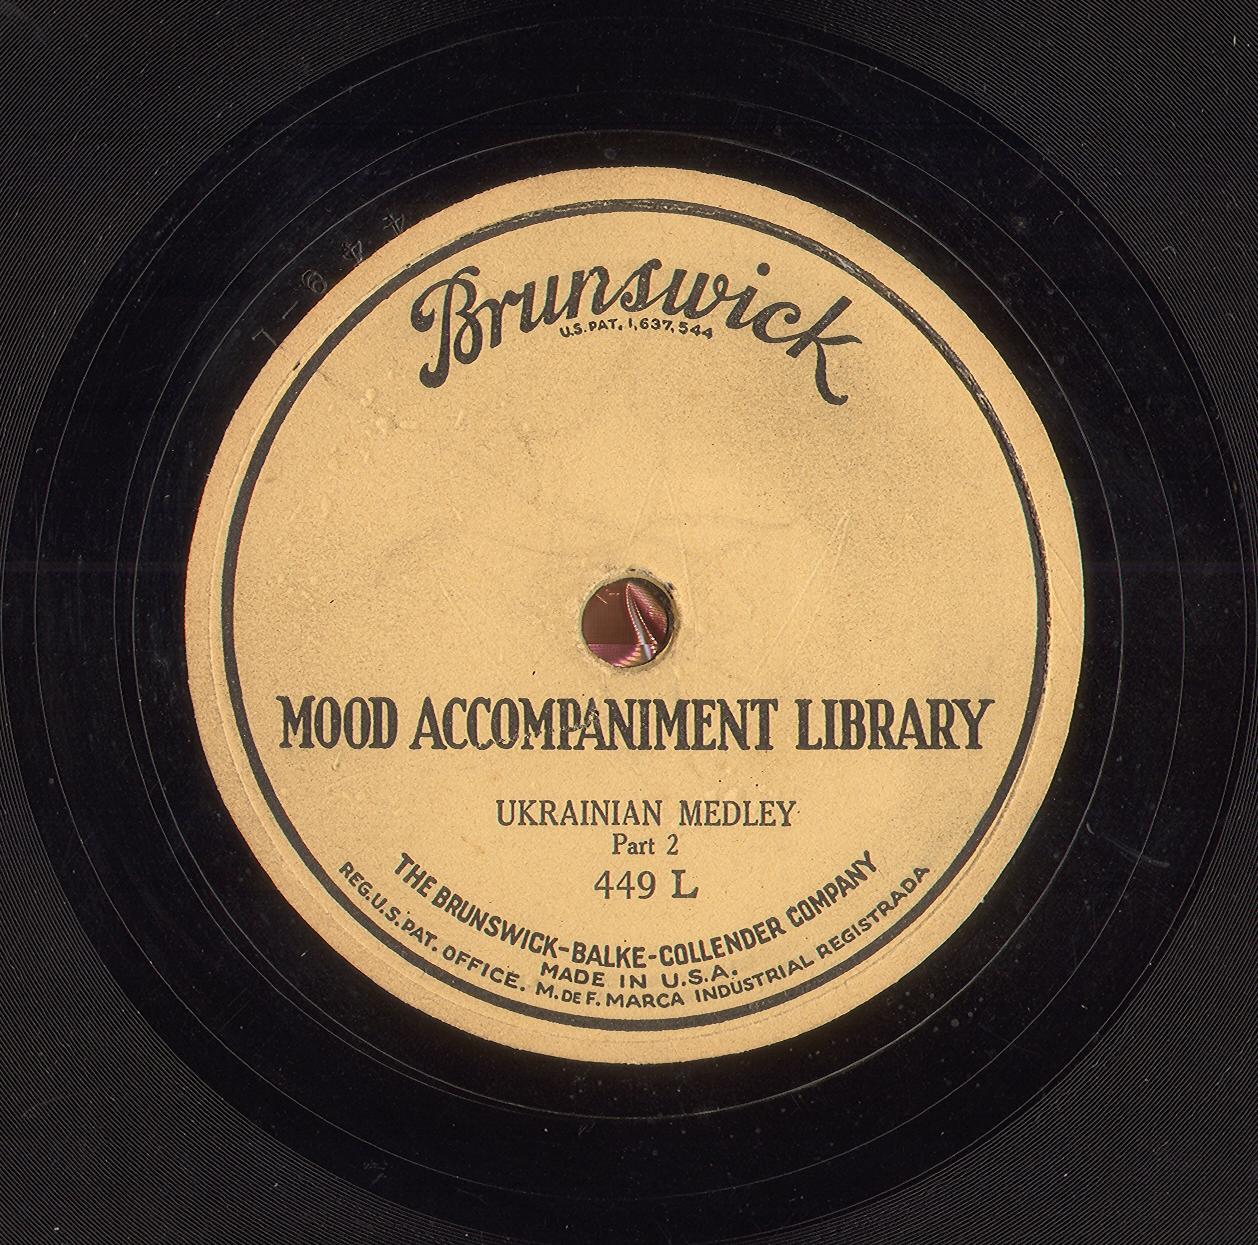 Brunswick
U.S. PAT. 1,637,544
MOOD ACCOMPANIMENT LIBRARY
UKRAINIAN MEDLEY
Part 2
449 L
THE BRUNSWICK-BALKE-COLLENDER COMPANY
MADE IN U.S.A.
REG.U.S.PAT. OFFICE. M.DE F. MARCA INDUSTRIAL REGISTRADA